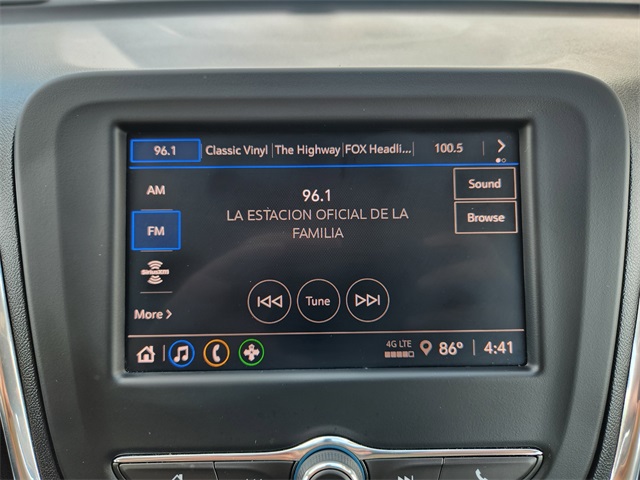 96.1 Classic Vinyl The Highway FOX Headli... 100.5
AM
96.1
Sound
LA ESTACION OFICIAL DE LA
FAMILIA
Browse
FM
SiriusXM
Tune
More
4G LTE
86° 4:41